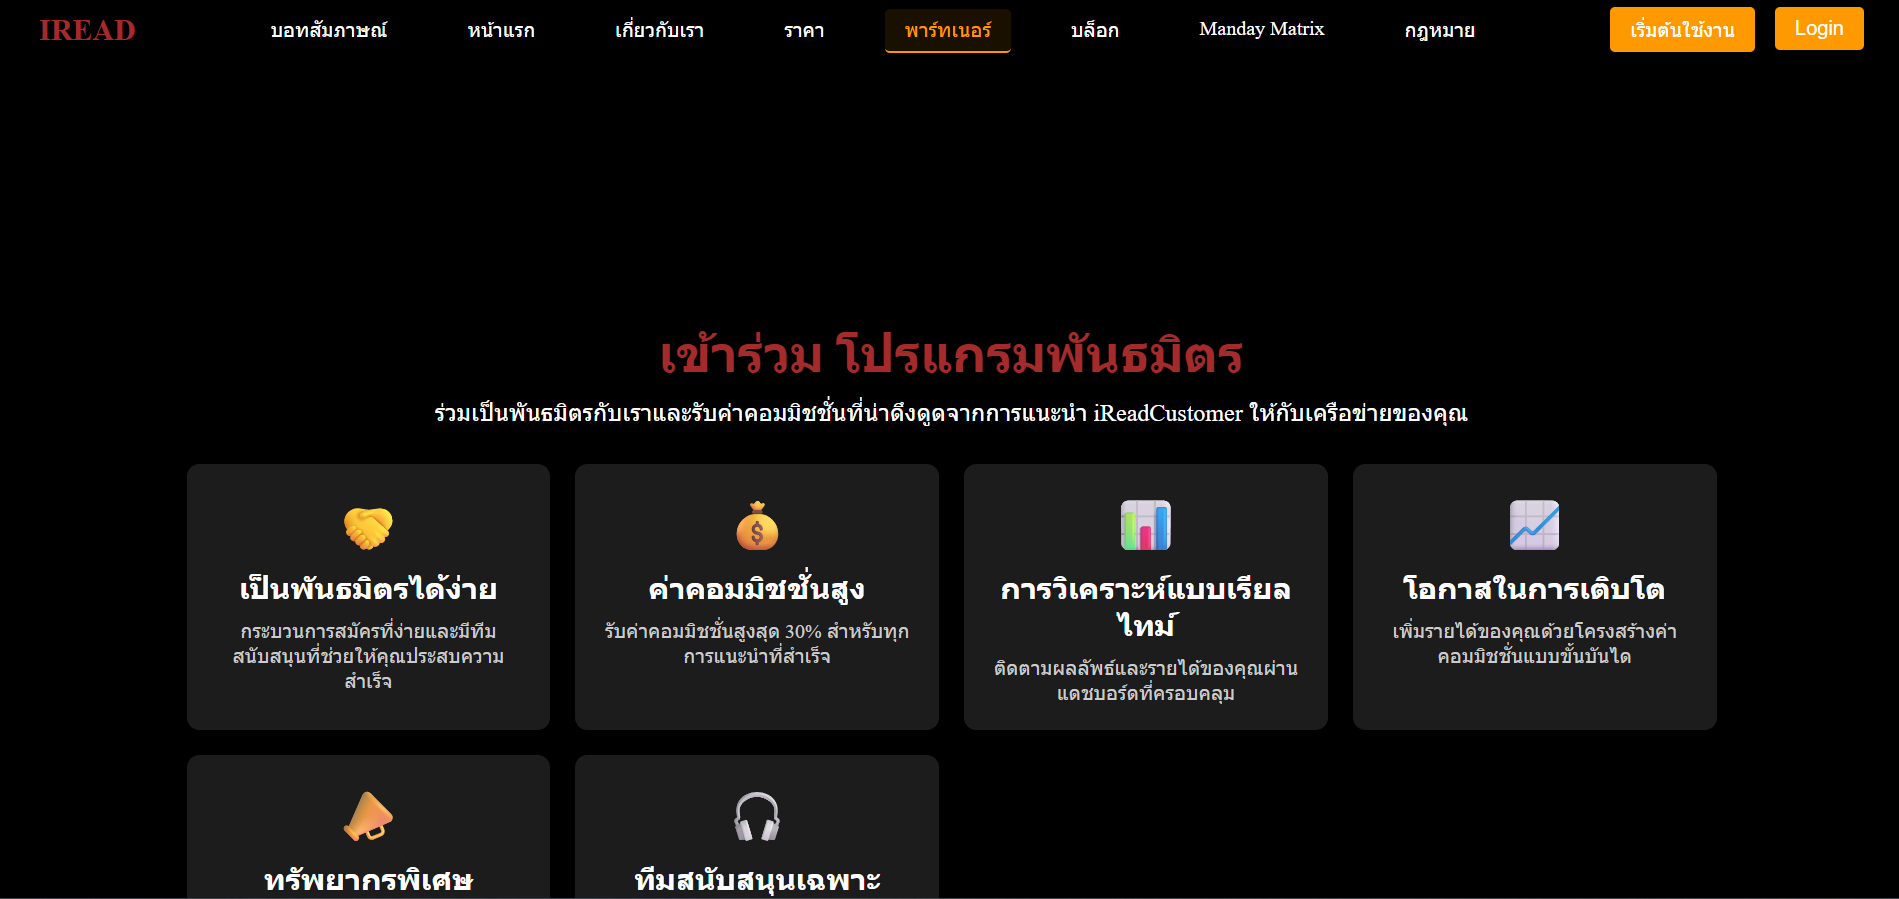 IREAD
บอทสัมภาษณ์
หน้าแรก
เกี่ยวกับเรา
ราคา
พาร์ทเนอร์
บล็อก
Manday Matrix
กฎหมาย
เริ่มต้นใช้งาน
Login
เข้าร่วม โปรแกรมพันธมิตร
ร่วมเป็นพันธมิตรกับเราและรับค่าคอมมิชชั่นที่น่าดึงดูดจากการแนะนำ iReadCustomer ให้กับเครือข่ายของคุณ
เป็นพันธมิตรได้ง่าย
กระบวนการสมัครที่ง่ายและมีทีม
สนับสนุนที่ช่วยให้คุณประสบความ
สำเร็จ
ค่าคอมมิชชั่นสูง
รับค่าคอมมิชชั่นสูงสุด 30% สำหรับทุก
การแนะนำที่สำเร็จ
การวิเคราะห์แบบเรียล
ไทม์
ติดตามผลลัพธ์และรายได้ของคุณผ่าน
แดชบอร์ดที่ครอบคลุม
โอกาสในการเติบโต
เพิ่มรายได้ของคุณด้วยโครงสร้างค่า
คอมมิชชั่นแบบขั้นบันได
ทรัพยากรพิเศษ
ทีมสนับสนุนเฉพาะ